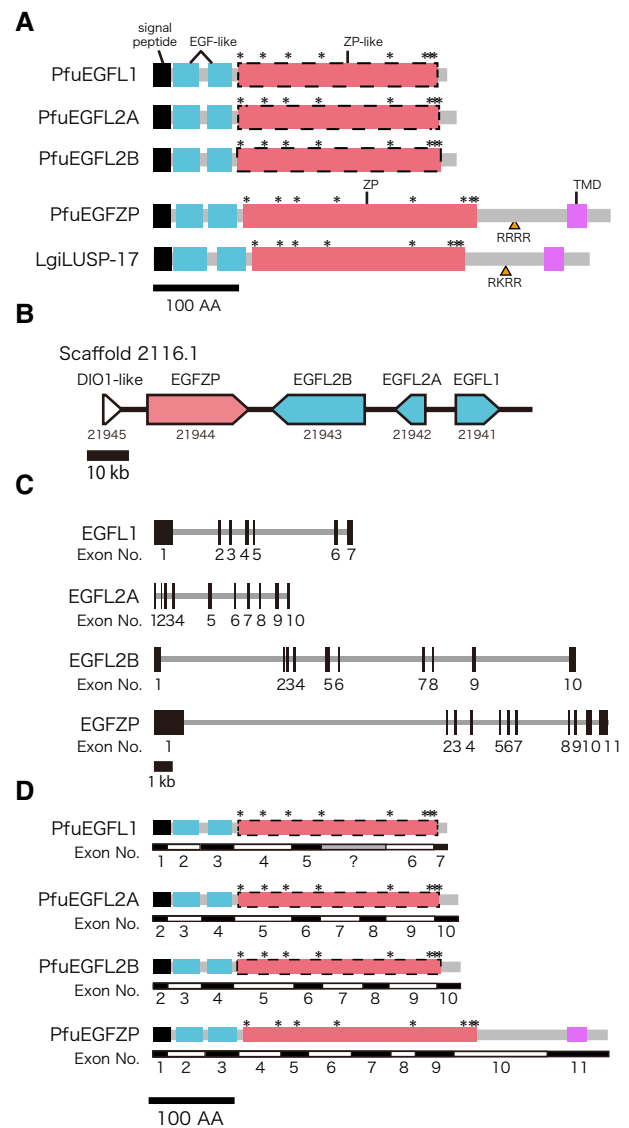 A
signal peptide
EGF-like
ZP-like
* * * * * ***
PfuEGFL1
* * * * * ***
PfuEGFL2A
* * * * * ***
PfuEGFL2B
ZP
TMD
* * * * * ***
PfuEGFZP
RRRR
* * * * * ***
LgiLUSP-17
RKRR
100 AA
B
Scaffold 2116.1
DIO1-like EGFZP EGFL2B EGFL2A EGFL1
21945 21944 21943 21942 21941
10 kb
C
EGFL1
Exon No. 1 2 3 4 5 6 7
EGFL2A
Exon No. 1 2 3 4 5 6 7 8 9 10
EGFL2B
Exon No. 1 2 3 4 5 6 7 8 9 10
EGFZP
Exon No. 1 2 3 4 5 6 7 8 9 10 11
1 kb
D
* * * * * ***
PfuEGFL1
Exon No. 1 2 3 4 5 ? 6 7
* * * * * ***
PfuEGFL2A
Exon No. 2 3 4 5 6 7 8 9 10
* * * * * ***
PfuEGFL2B
Exon No. 2 3 4 5 6 7 8 9 10
* * * * * ***
PfuEGFZP
Exon No. 1 2 3 4 5 6 7 8 9 10 11
100 AA